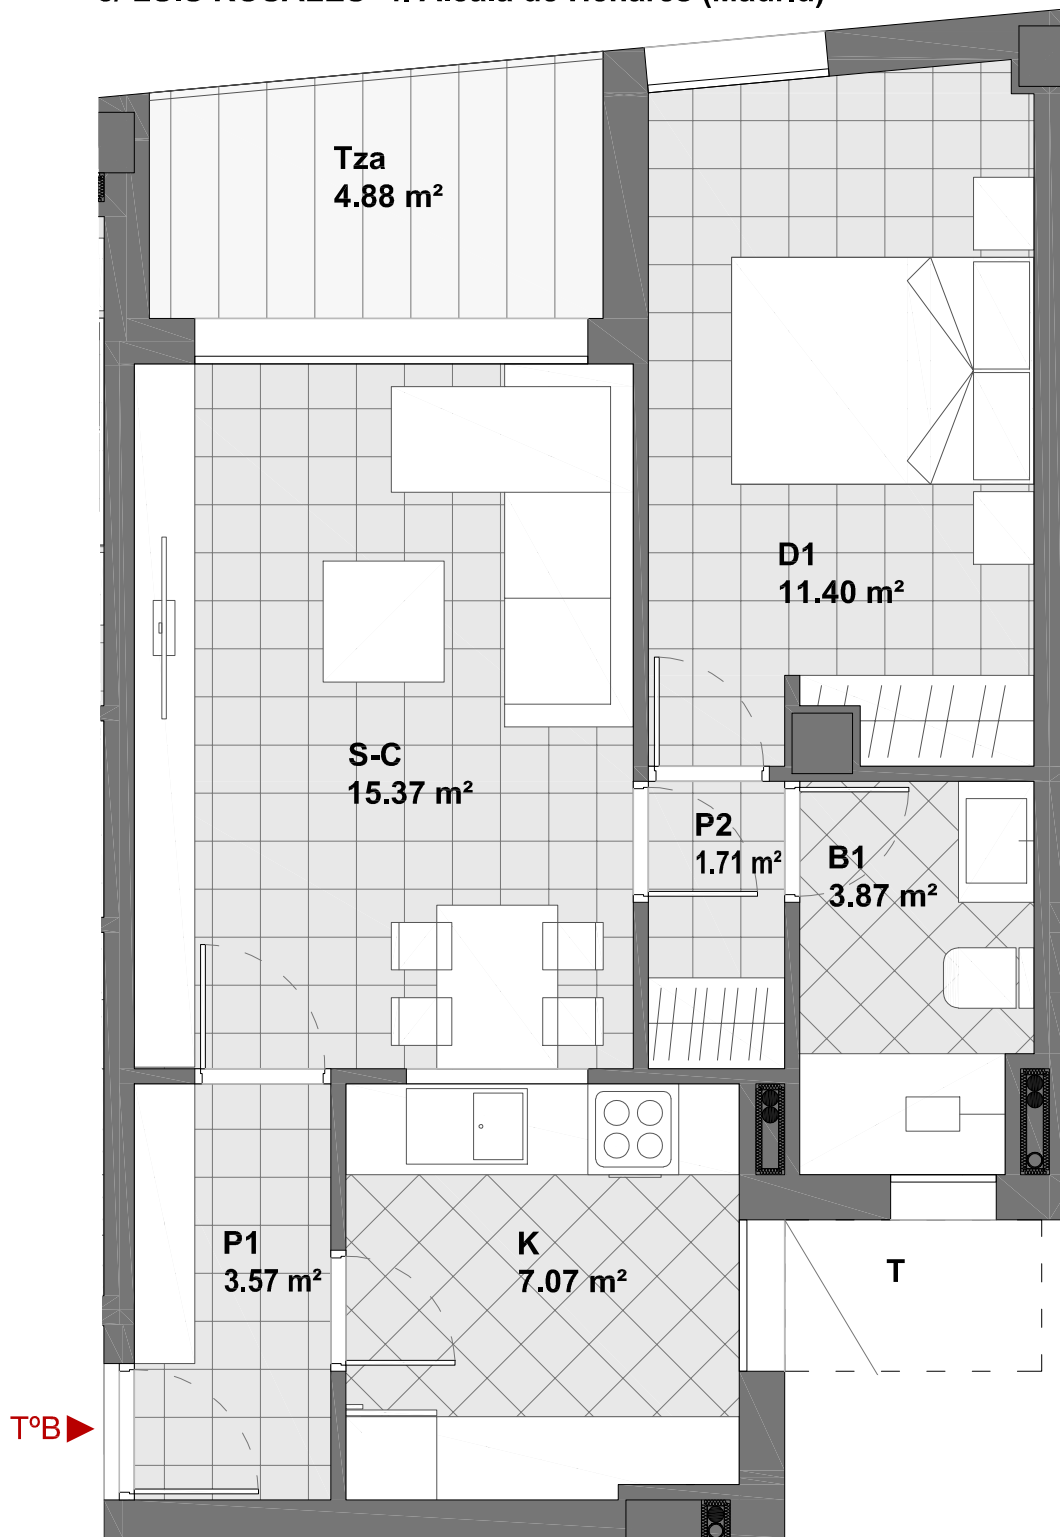 Tza
4.88 m²
D1
11.40 m²
S-C
15.37 m²
P2
1.71 m²
B1
3.87 m²
P1
3.57 m²
K
7.07 m²
T
TºB